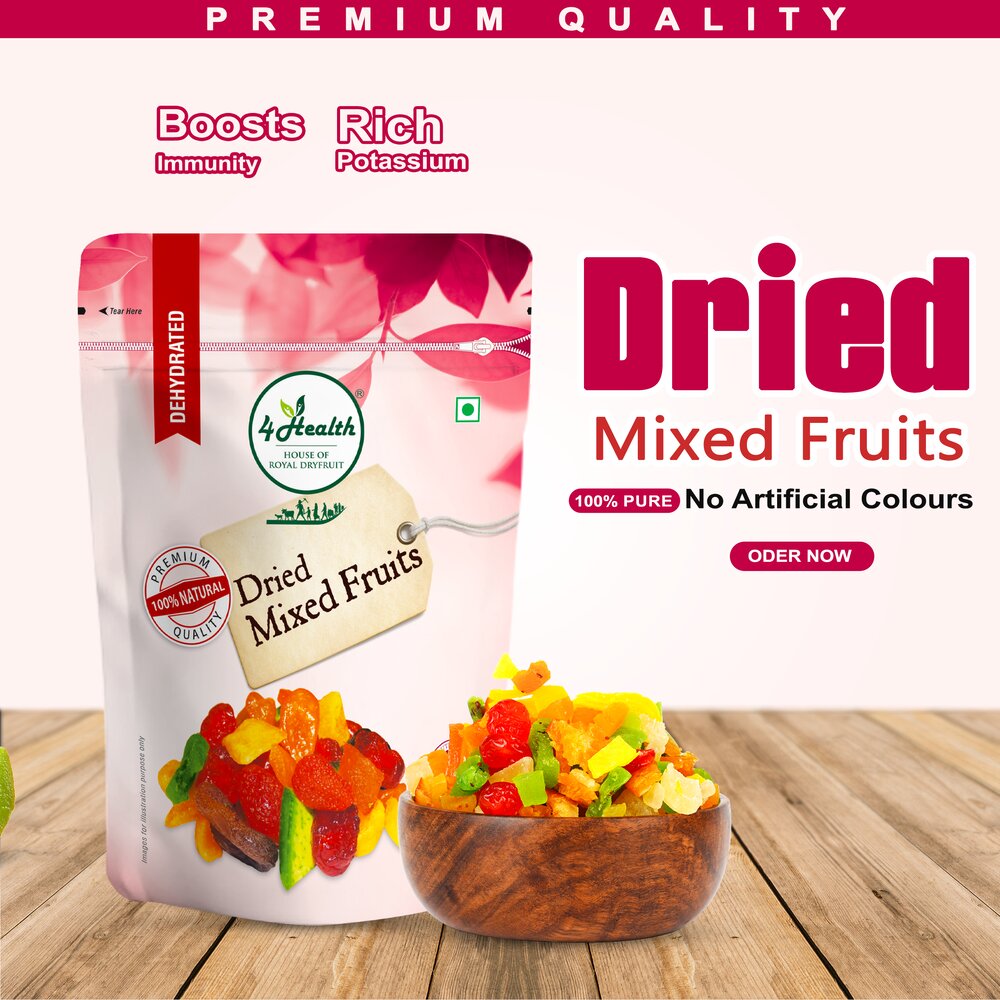 PREMIUM QUALITY
Boosts
Immunity
Rich
Potassium
Tear Here
DEHYDRATED
4Health
®
HOUSE OF
ROYAL DRYFRUIT
PREMIUM
100% NATURAL
QUALITY
Dried
Mixed Fruits
Images for illustration purpose only
Dried
Mixed Fruits
100% PURE No Artificial Colours
ODER NOW